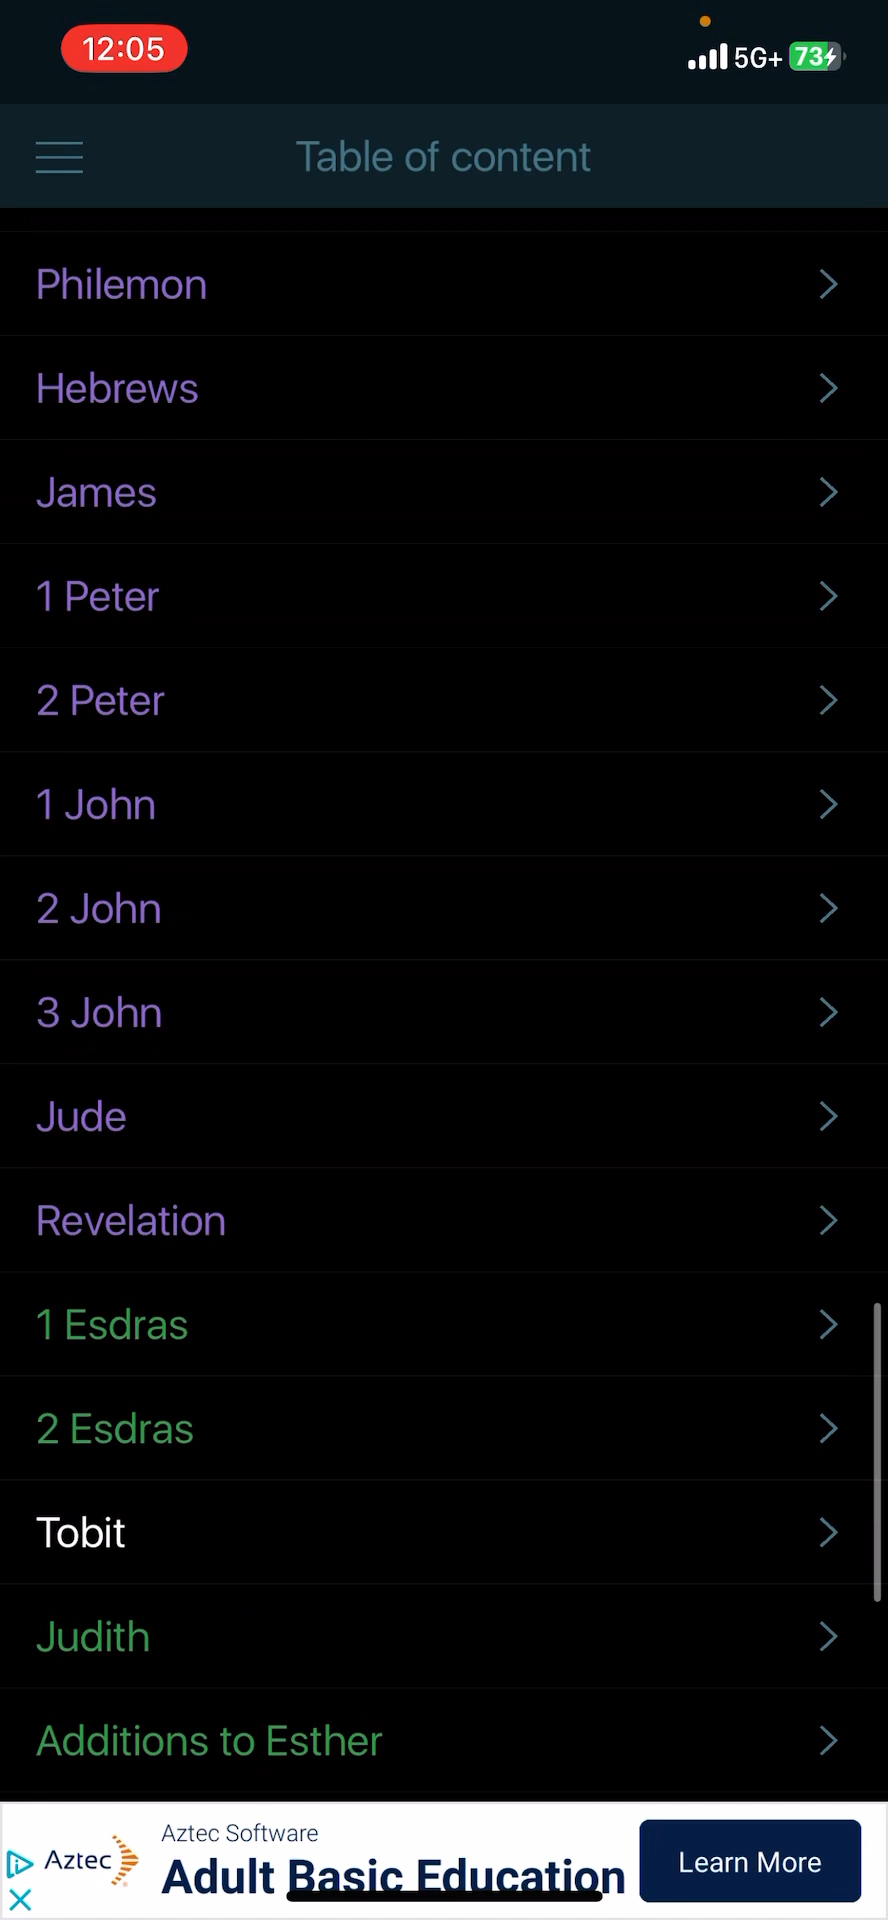 12:05
5G+ 73
Table of content
Philemon
Hebrews
James
1 Peter
2 Peter
1 John
2 John
3 John
Jude
Revelation
1 Esdras
2 Esdras
Tobit
Judith
Additions to Esther
Aztec
Aztec Software
Adult Basic Education
Learn More